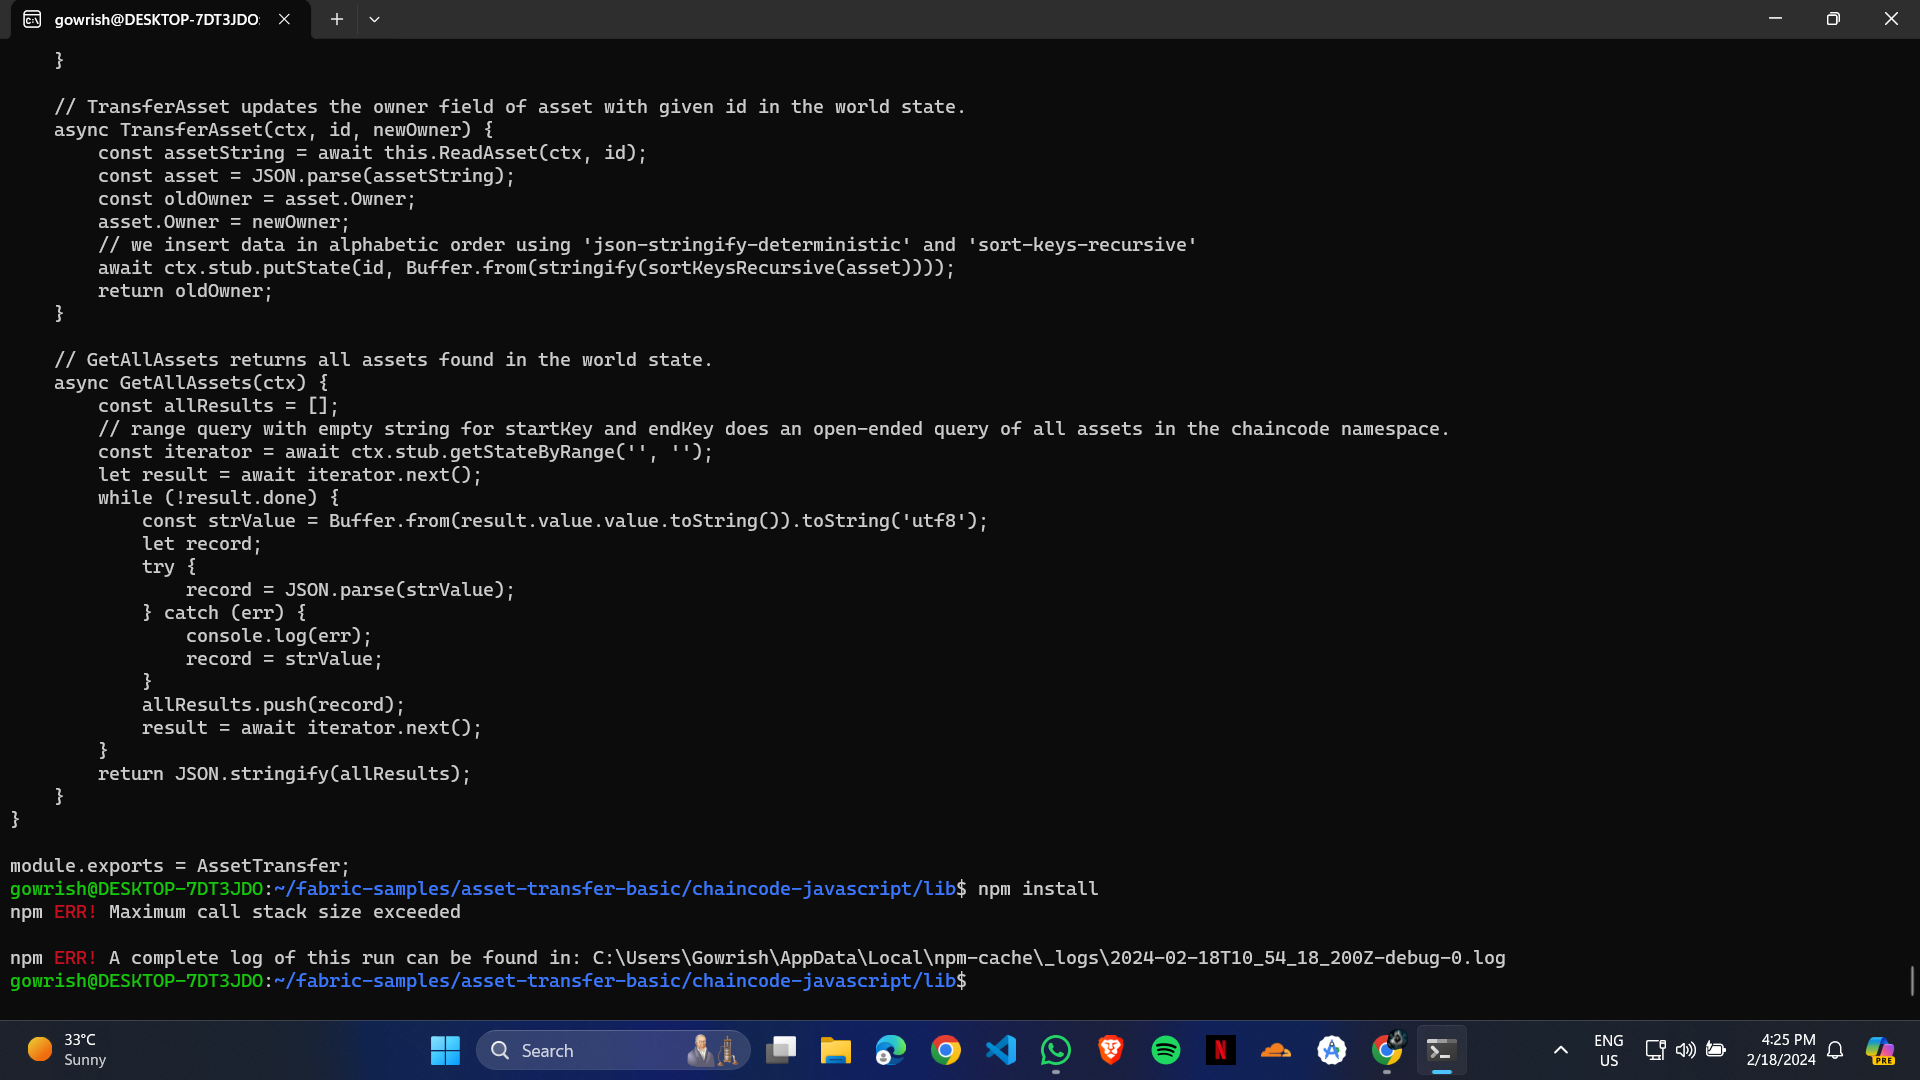 gowrish@DESKTOP-7DT3JDO:
    }

    // TransferAsset updates the owner field of asset with given id in the world state.
    async TransferAsset(ctx, id, newOwner) {
        const assetString = await this.ReadAsset(ctx, id);
        const asset = JSON.parse(assetString);
        const oldOwner = asset.Owner;
        asset.Owner = newOwner;
        // we insert data in alphabetic order using 'json-stringify-deterministic' and 'sort-keys-recursive'
        await ctx.stub.putState(id, Buffer.from(stringify(sortKeysRecursive(asset))));
        return oldOwner;
    }

    // GetAllAssets returns all assets found in the world state.
    async GetAllAssets(ctx) {
        const allResults = [];
        // range query with empty string for startKey and endKey does an open-ended query of all assets in the chaincode namespace.
        const iterator = await ctx.stub.getStateByRange('', '');
        let result = await iterator.next();
        while (!result.done) {
            const strValue = Buffer.from(result.value.value.toString()).toString('utf8');
            let record;
            try {
                record = JSON.parse(strValue);
            } catch (err) {
                console.log(err);
                record = strValue;
            }
            allResults.push(record);
            result = await iterator.next();
        }
        return JSON.stringify(allResults);
    }
}

module.exports = AssetTransfer;
gowrish@DESKTOP-7DT3JDO:~/fabric-samples/asset-transfer-basic/chaincode-javascript/lib$ npm install
npm ERR! Maximum call stack size exceeded

npm ERR! A complete log of this run can be found in: C:\Users\Gowrish\AppData\Local\npm-cache\_logs\2024-02-18T10_54_18_200Z-debug-0.log
gowrish@DESKTOP-7DT3JDO:~/fabric-samples/asset-transfer-basic/chaincode-javascript/lib$
33°C
Sunny
Search
N
PRE
ENG
US
4:25 PM
2/18/2024